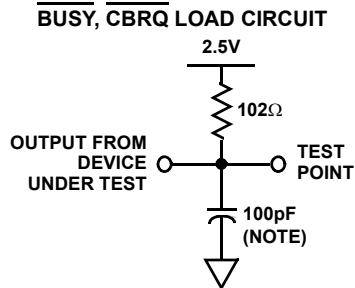 BUSY, CBRQ LOAD CIRCUIT
2.5V
102Ω
OUTPUT FROM
DEVICE
UNDER TEST
TEST
POINT
100pF
(NOTE)